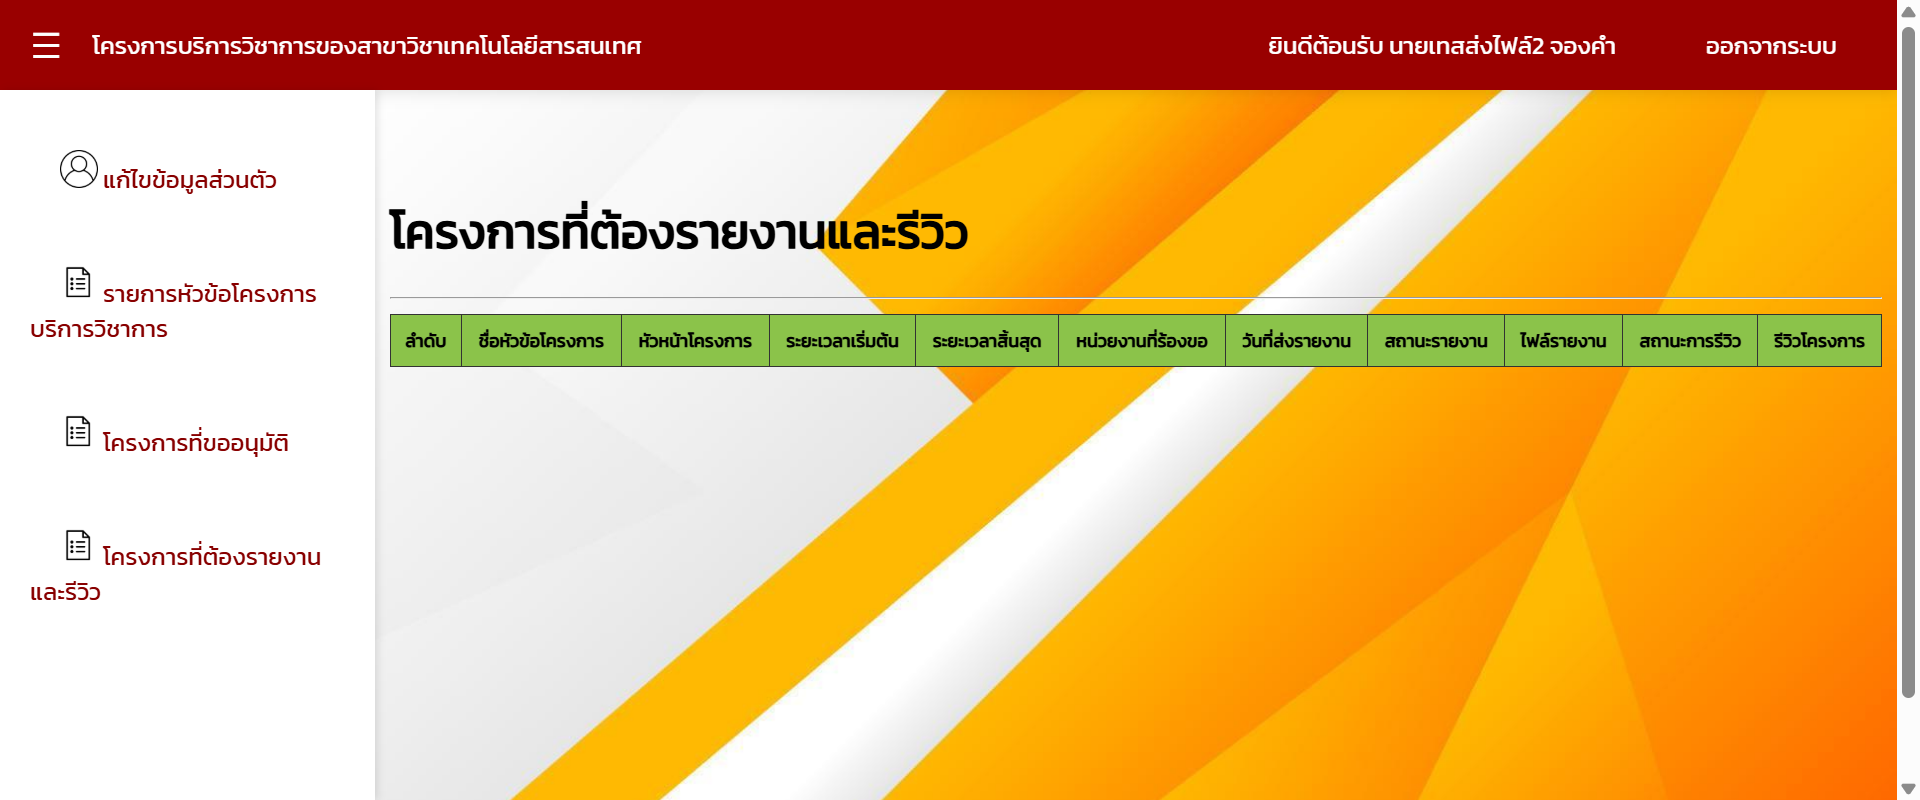 ☰ โครงการบริการวิชาการของสาขาวิชาเทคโนโลยีสารสนเทศ ยินดีต้อนรับ นายเทสส่งไฟล์2 จองคำ ออกจากระบบ
แก้ไขข้อมูลส่วนตัว
รายการหัวข้อโครงการ
บริการวิชาการ
โครงการที่ขออนุมัติ
โครงการที่ต้องรายงาน
และรีวิว
โครงการที่ต้องรายงานและรีวิว
ลำดับ ชื่อหัวข้อโครงการ หัวหน้าโครงการ ระยะเวลาเริ่มต้น ระยะเวลาสิ้นสุด หน่วยงานที่ร้องขอ วันที่ส่งรายงาน สถานะรายงาน ไฟล์รายงาน สถานะการรีวิว รีวิวโครงการ